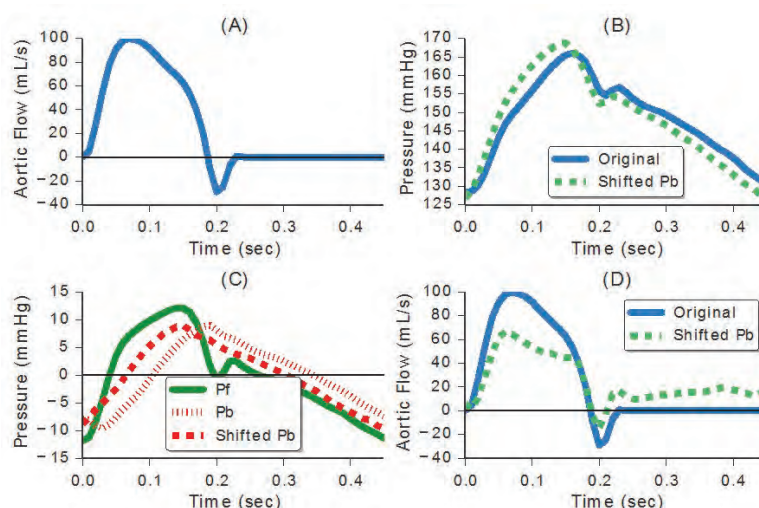 (A)
Aortic Flow (mL/s)
100
80
60
40
20
0
−20
−40
0.0 0.1 0.2 0.3 0.4
Time (sec)
(B)
Pressure (mmHg)
170
165
160
155
150
145
140
135
130
125
Original
Shifted Pb
0.0 0.1 0.2 0.3 0.4
Time (sec)
(C)
Pressure (mmHg)
15
10
5
0
−5
−10
−15
Pf
Pb
Shifted Pb
0.0 0.1 0.2 0.3 0.4
Time (sec)
(D)
Aortic Flow (mL/s)
100
80
60
40
20
0
−20
−40
Original
Shifted Pb
0.0 0.1 0.2 0.3 0.4
Time (sec)